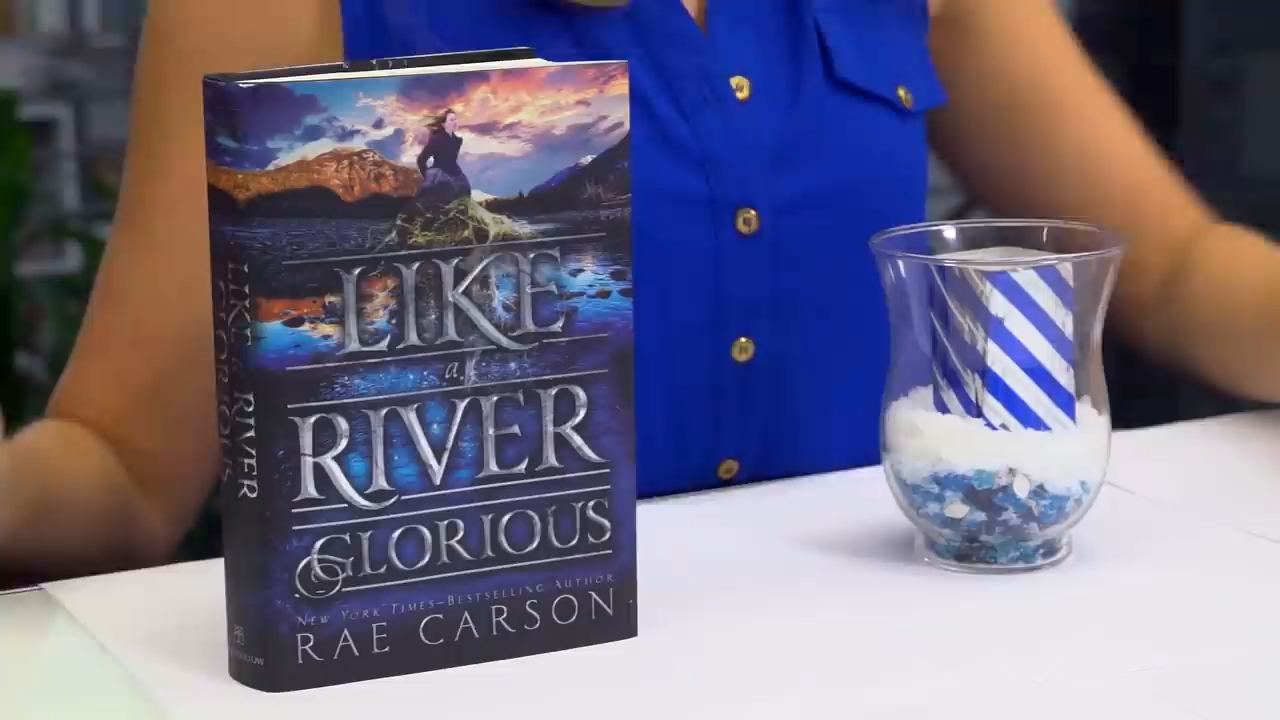 LIKE
a
RIVER
GLORIOUS
NEW YORK TIMES–BESTSELLING AUTHOR
RAE CARSON
LIKE a RIVER
GLORIOUS